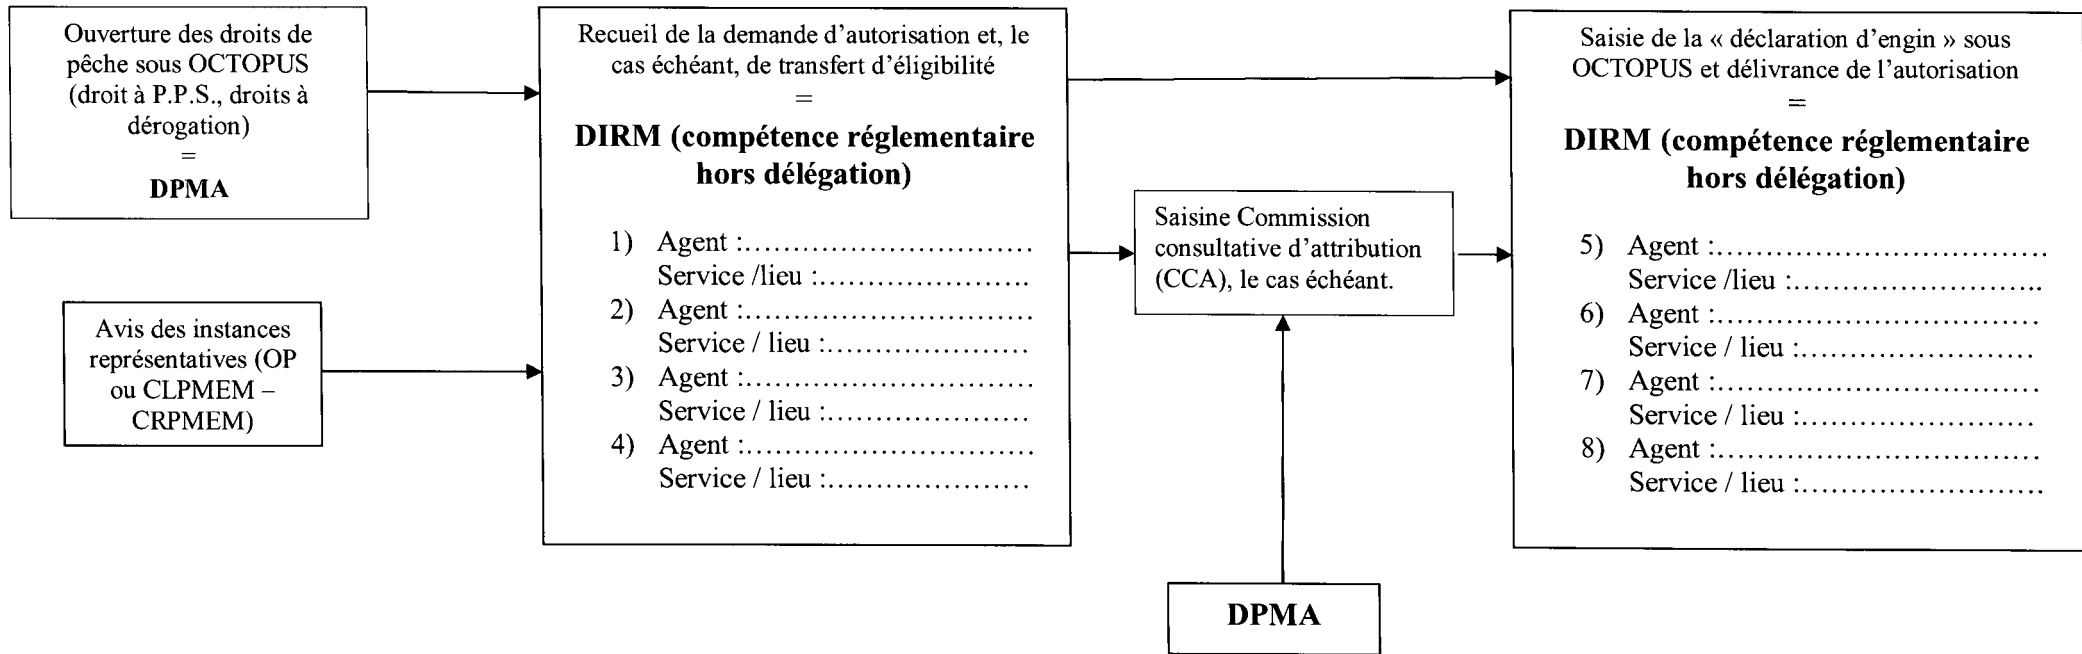 Ouverture des droits de
pêche sous OCTOPUS
(droit à P.P.S., droits à
dérogation)
=
DPMA
Avis des instances
représentatives (OP
ou CLPMEM –
CRPMEM)
Recueil de la demande d’autorisation et, le
cas échéant, de transfert d’éligibilité
=
DIRM (compétence réglementaire
hors délégation)
1) Agent :..................................
Service /lieu :.........................
2) Agent :..................................
Service / lieu :........................
3) Agent :..................................
Service / lieu :........................
4) Agent :..................................
Service / lieu :........................
Saisine Commission
consultative d’attribution
(CCA), le cas échéant.
DPMA
Saisie de la « déclaration d’engin » sous
OCTOPUS et délivrance de l’autorisation
=
DIRM (compétence réglementaire
hors délégation)
5) Agent :.......................................
Service /lieu :..............................
6) Agent :.......................................
Service / lieu :............................
7) Agent :.......................................
Service / lieu :............................
8) Agent :.......................................
Service / lieu :.............................